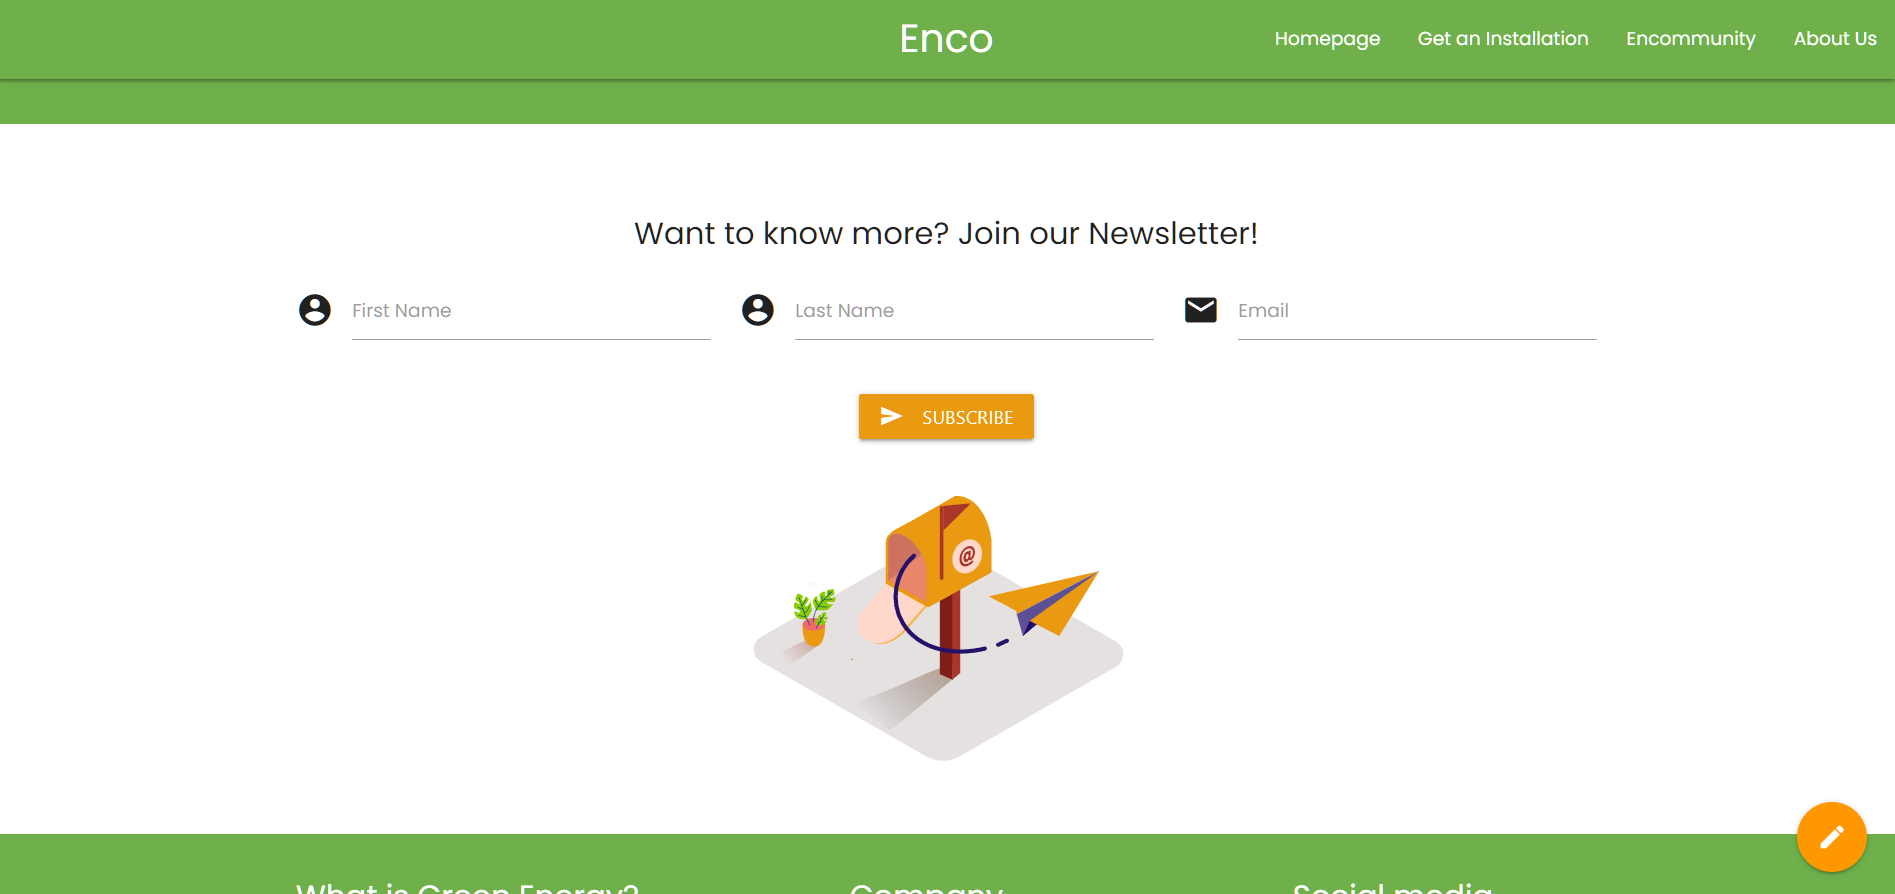 Enco
Homepage Get an Installation Encommunity About Us
Want to know more? Join our Newsletter!
First Name Last Name Email
SUBSCRIBE
@
What is Green Energy? Company Social media